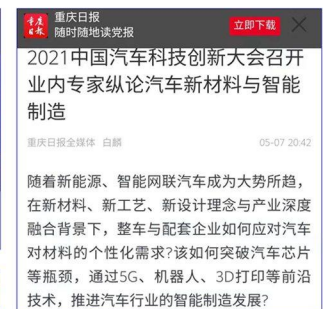 重庆日报
重庆日报
随时随地读党报
立即下载
2021中国汽车科技创新大会召开
业内专家纵论汽车新材料与智能
制造
重庆日报全媒体 白麟
05-07 20:42
随着新能源、智能网联汽车成为大势所趋，
在新材料、新工艺、新设计理念与产业深度
融合背景下，整车与配套企业如何应对汽车
对材料的个性化需求?该如何突破汽车芯片
等瓶颈，通过5G、机器人、3D打印等前沿
技术，推进汽车行业的智能制造发展?